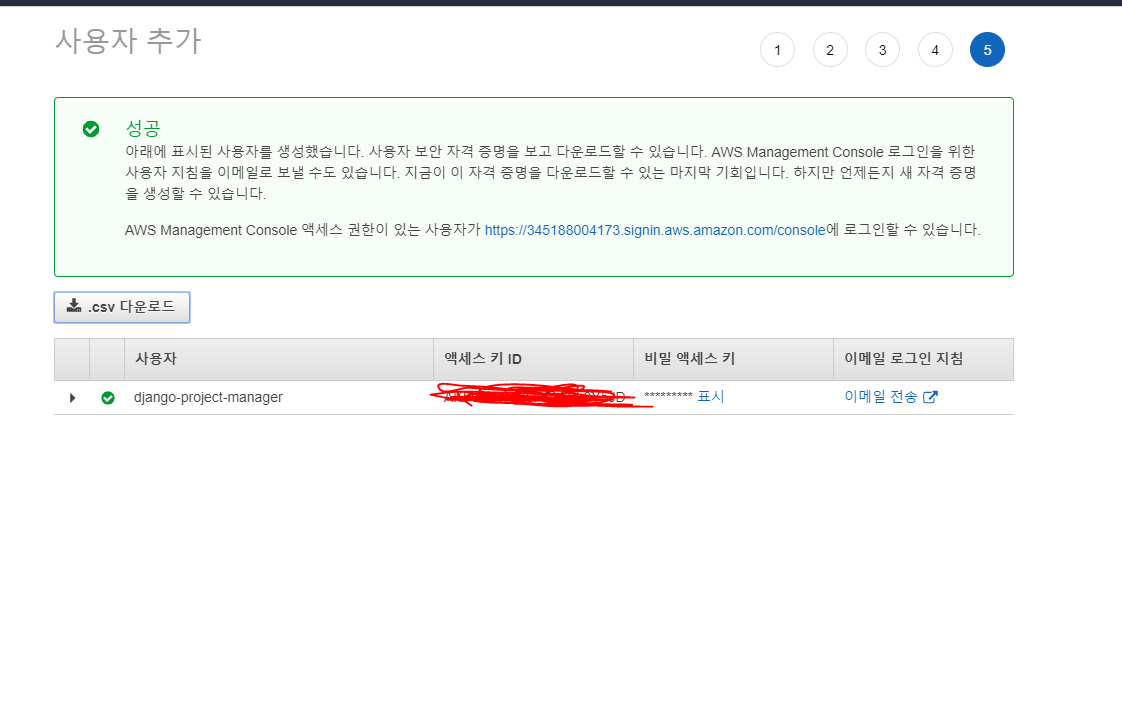 사용자 추가
1 2 3 4 5
성공
아래에 표시된 사용자를 생성했습니다. 사용자 보안 자격 증명을 보고 다운로드할 수 있습니다. AWS Management Console 로그인을 위한
사용자 지침을 이메일로 보낼 수도 있습니다. 지금이 이 자격 증명을 다운로드할 수 있는 마지막 기회입니다. 하지만 언제든지 새 자격 증명
을 생성할 수 있습니다.
AWS Management Console 액세스 권한이 있는 사용자가 https://345188004173.signin.aws.amazon.com/console에 로그인할 수 있습니다.
.csv 다운로드
사용자 액세스 키 ID 비밀 액세스 키 이메일 로그인 지침
django-project-manager ********* 표시 이메일 전송